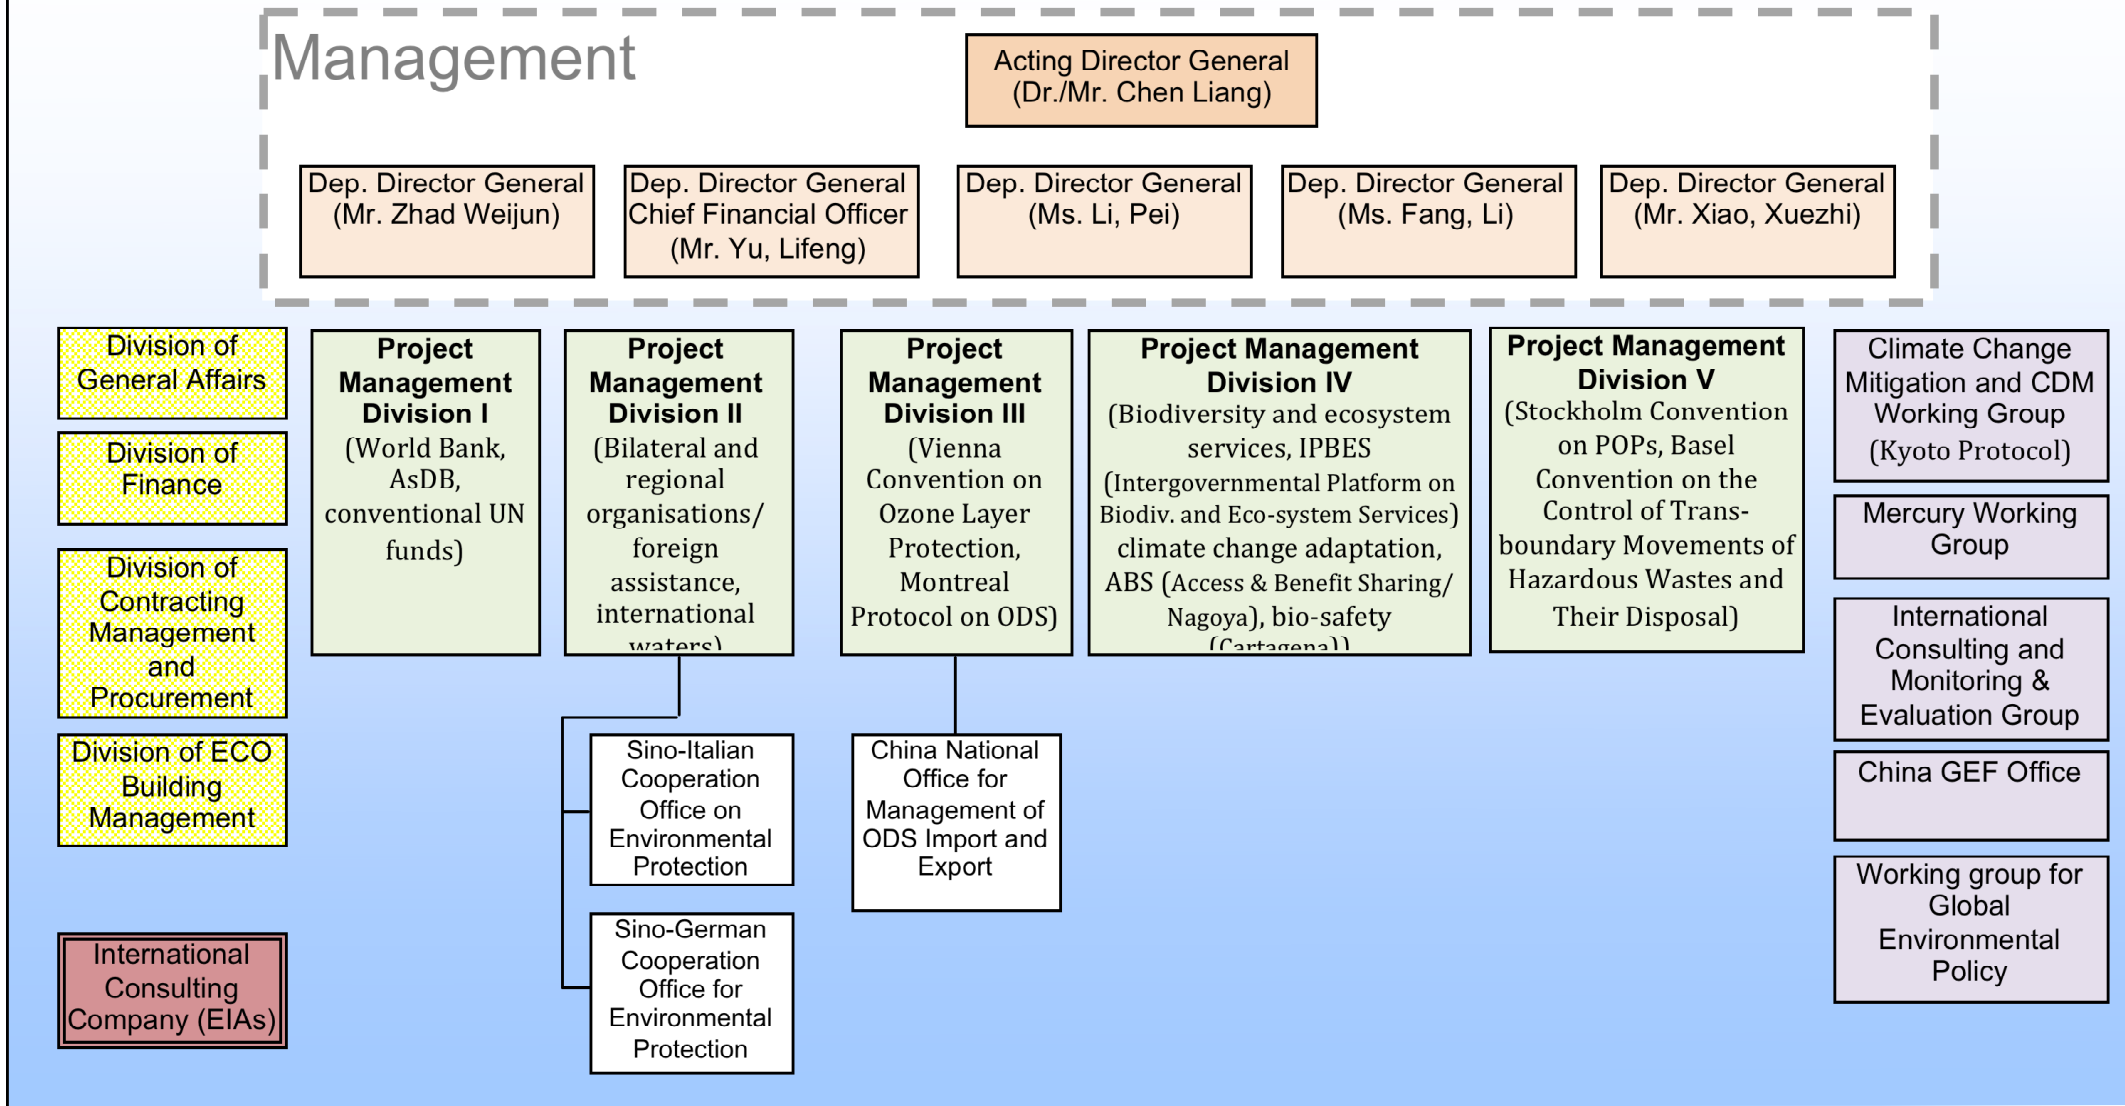 Management
Acting Director General
(Dr./Mr. Chen Liang)
Dep. Director General
(Mr. Zhad Weijun)
Dep. Director General
Chief Financial Officer
(Mr. Yu, Lifeng)
Dep. Director General
(Ms. Li, Pei)
Dep. Director General
(Ms. Fang, Li)
Dep. Director General
(Mr. Xiao, Xuezhi)
Division of
General Affairs
Division of
Finance
Division of
Contracting
Management
and
Procurement
Division of ECO
Building
Management
International
Consulting
Company (EIAs)
Project
Management
Division I
(World Bank,
AsDB,
conventional UN
funds)
Project
Management
Division II
(Bilateral and
regional
organisations/
foreign
assistance,
international
waters)
Sino-Italian
Cooperation
Office on
Environmental
Protection
Sino-German
Cooperation
Office for
Environmental
Protection
Project
Management
Division III
(Vienna
Convention on
Ozone Layer
Protection,
Montreal
Protocol on ODS)
China National
Office for
Management of
ODS Import and
Export
Project Management
Division IV
(Biodiversity and ecosystem
services, IPBES
(Intergovernmental Platform on
Biodiv. and Eco-system Services)
climate change adaptation,
ABS (Access & Benefit Sharing/
Nagoya), bio-safety
(Cartagena))
Project Management
Division V
(Stockholm Convention
on POPs, Basel
Convention on the
Control of Trans-
boundary Movements of
Hazardous Wastes and
Their Disposal)
Climate Change
Mitigation and CDM
Working Group
(Kyoto Protocol)
Mercury Working
Group
International
Consulting and
Monitoring &
Evaluation Group
China GEF Office
Working group for
Global
Environmental
Policy